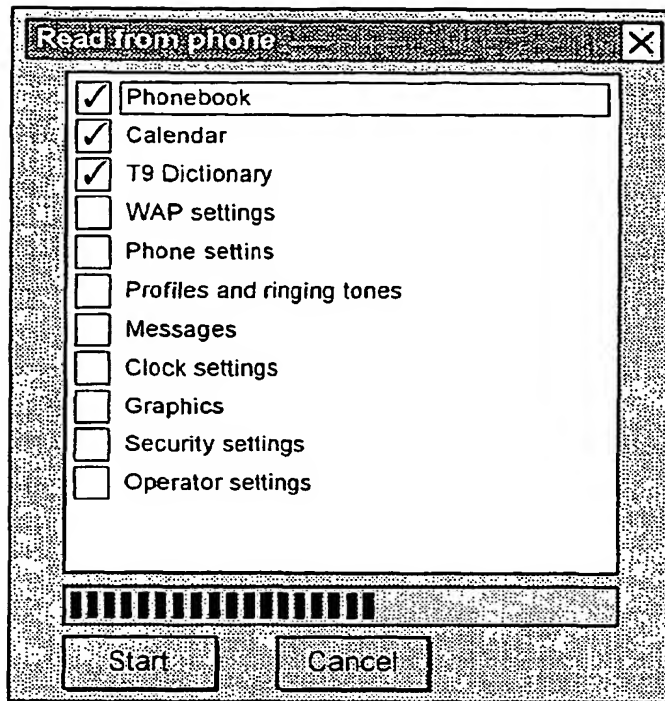 Read from phone
Phonebook
Calendar
T9 Dictionary
WAP settings
Phone settins
Profiles and ringing tones
Messages
Clock settings
Graphics
Security settings
Operator settings
Start
Cancel